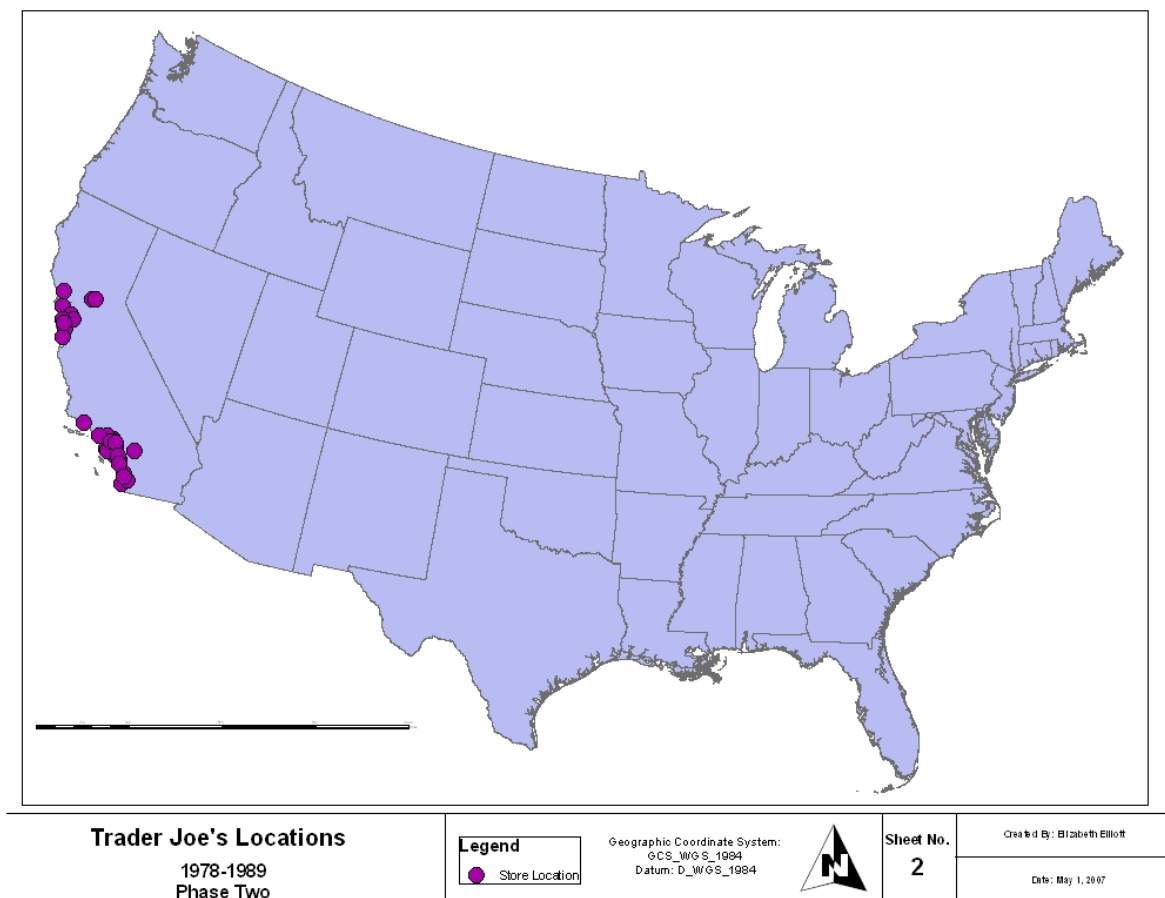 Trader Joe's Locations
1978-1989
Phase Two
Legend
Store Location
Geographic Coordinate System:
GCS_WGS_1984
Datum: D_WGS_1984
N
Sheet No.
2
Created By: Elizabeth Elliott
Date: May 1, 2007